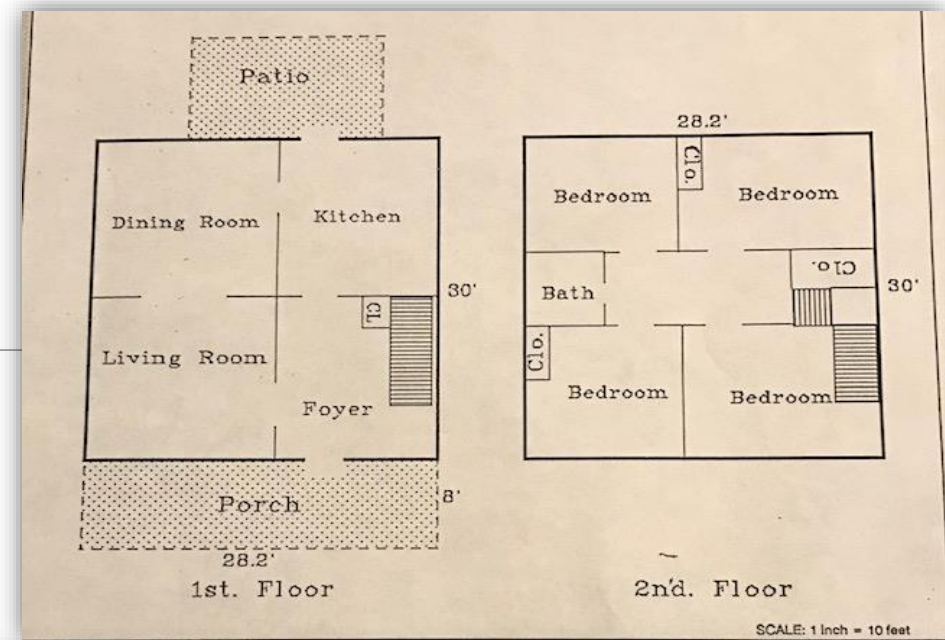 Patio
Dining Room
Kitchen
30'
CL
Living Room
Foyer
Porch
8'
28.2'
1st. Floor
28.2'
Clo.
Bedroom
Bedroom
Clo.
30'
Bath
Clo.
Bedroom
Bedroom
2n'd. Floor
SCALE: 1 Inch = 10 feet